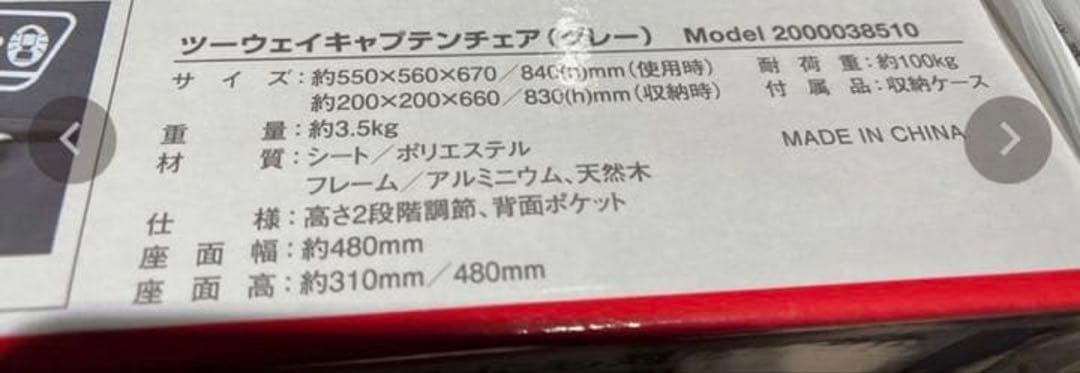 ツーウェイキャプテンチェア(グレー) Model 2000038510
サイズ:約550×560×670/840(h)mm(使用時) 耐荷重:約100kg
約200×200×660/830(h)mm(収納時) 付属品:収納ケース
重量:約3.5kg MADE IN CHINA
材質:シート/ポリエステル
フレーム/アルミニウム、天然木
仕様:高さ2段階調節、背面ポケット
座面幅:約480mm
座面高:約310mm/480mm